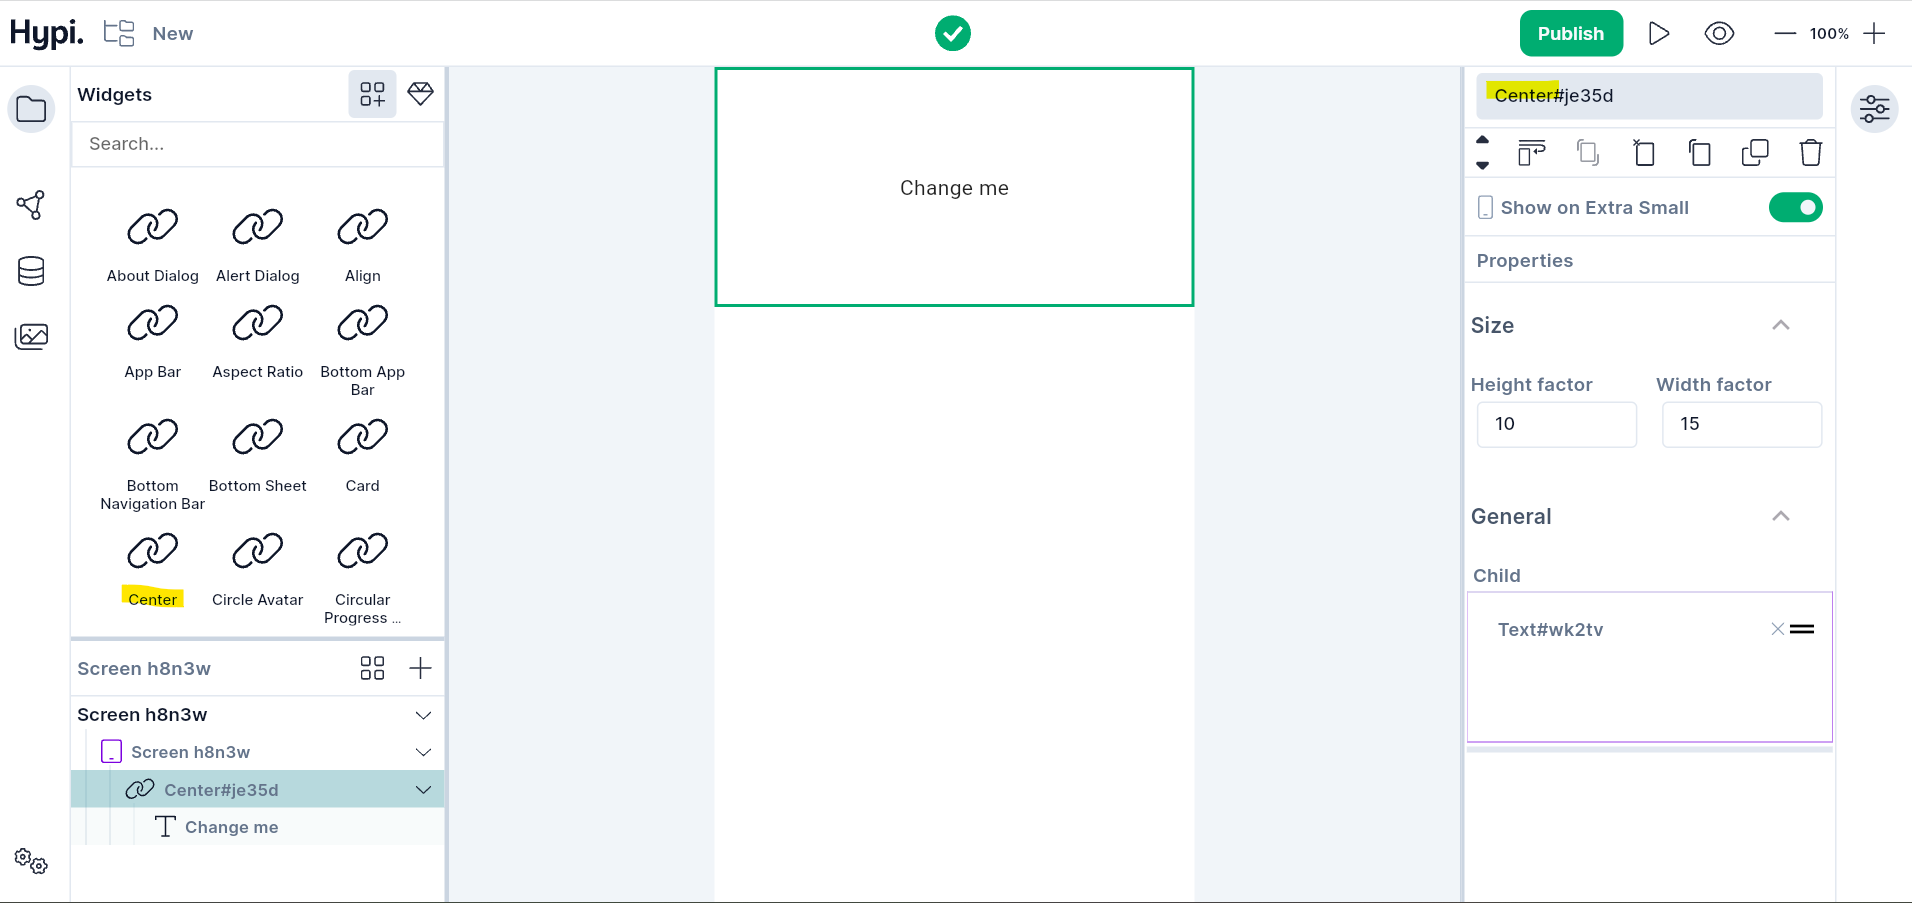 Hypi.
New
Publish
100%
Widgets
Search...
About Dialog
Alert Dialog
Align
App Bar
Aspect Ratio
Bottom App
Bar
Bottom
Navigation Bar
Bottom Sheet
Card
Center
Circle Avatar
Circular
Progress ...
Screen h8n3w
Screen h8n3w
Screen h8n3w
Center#je35d
Change me
Change me
Center#je35d
Show on Extra Small
Properties
Size
Height factor
Width factor
10
15
General
Child
Text#wk2tv